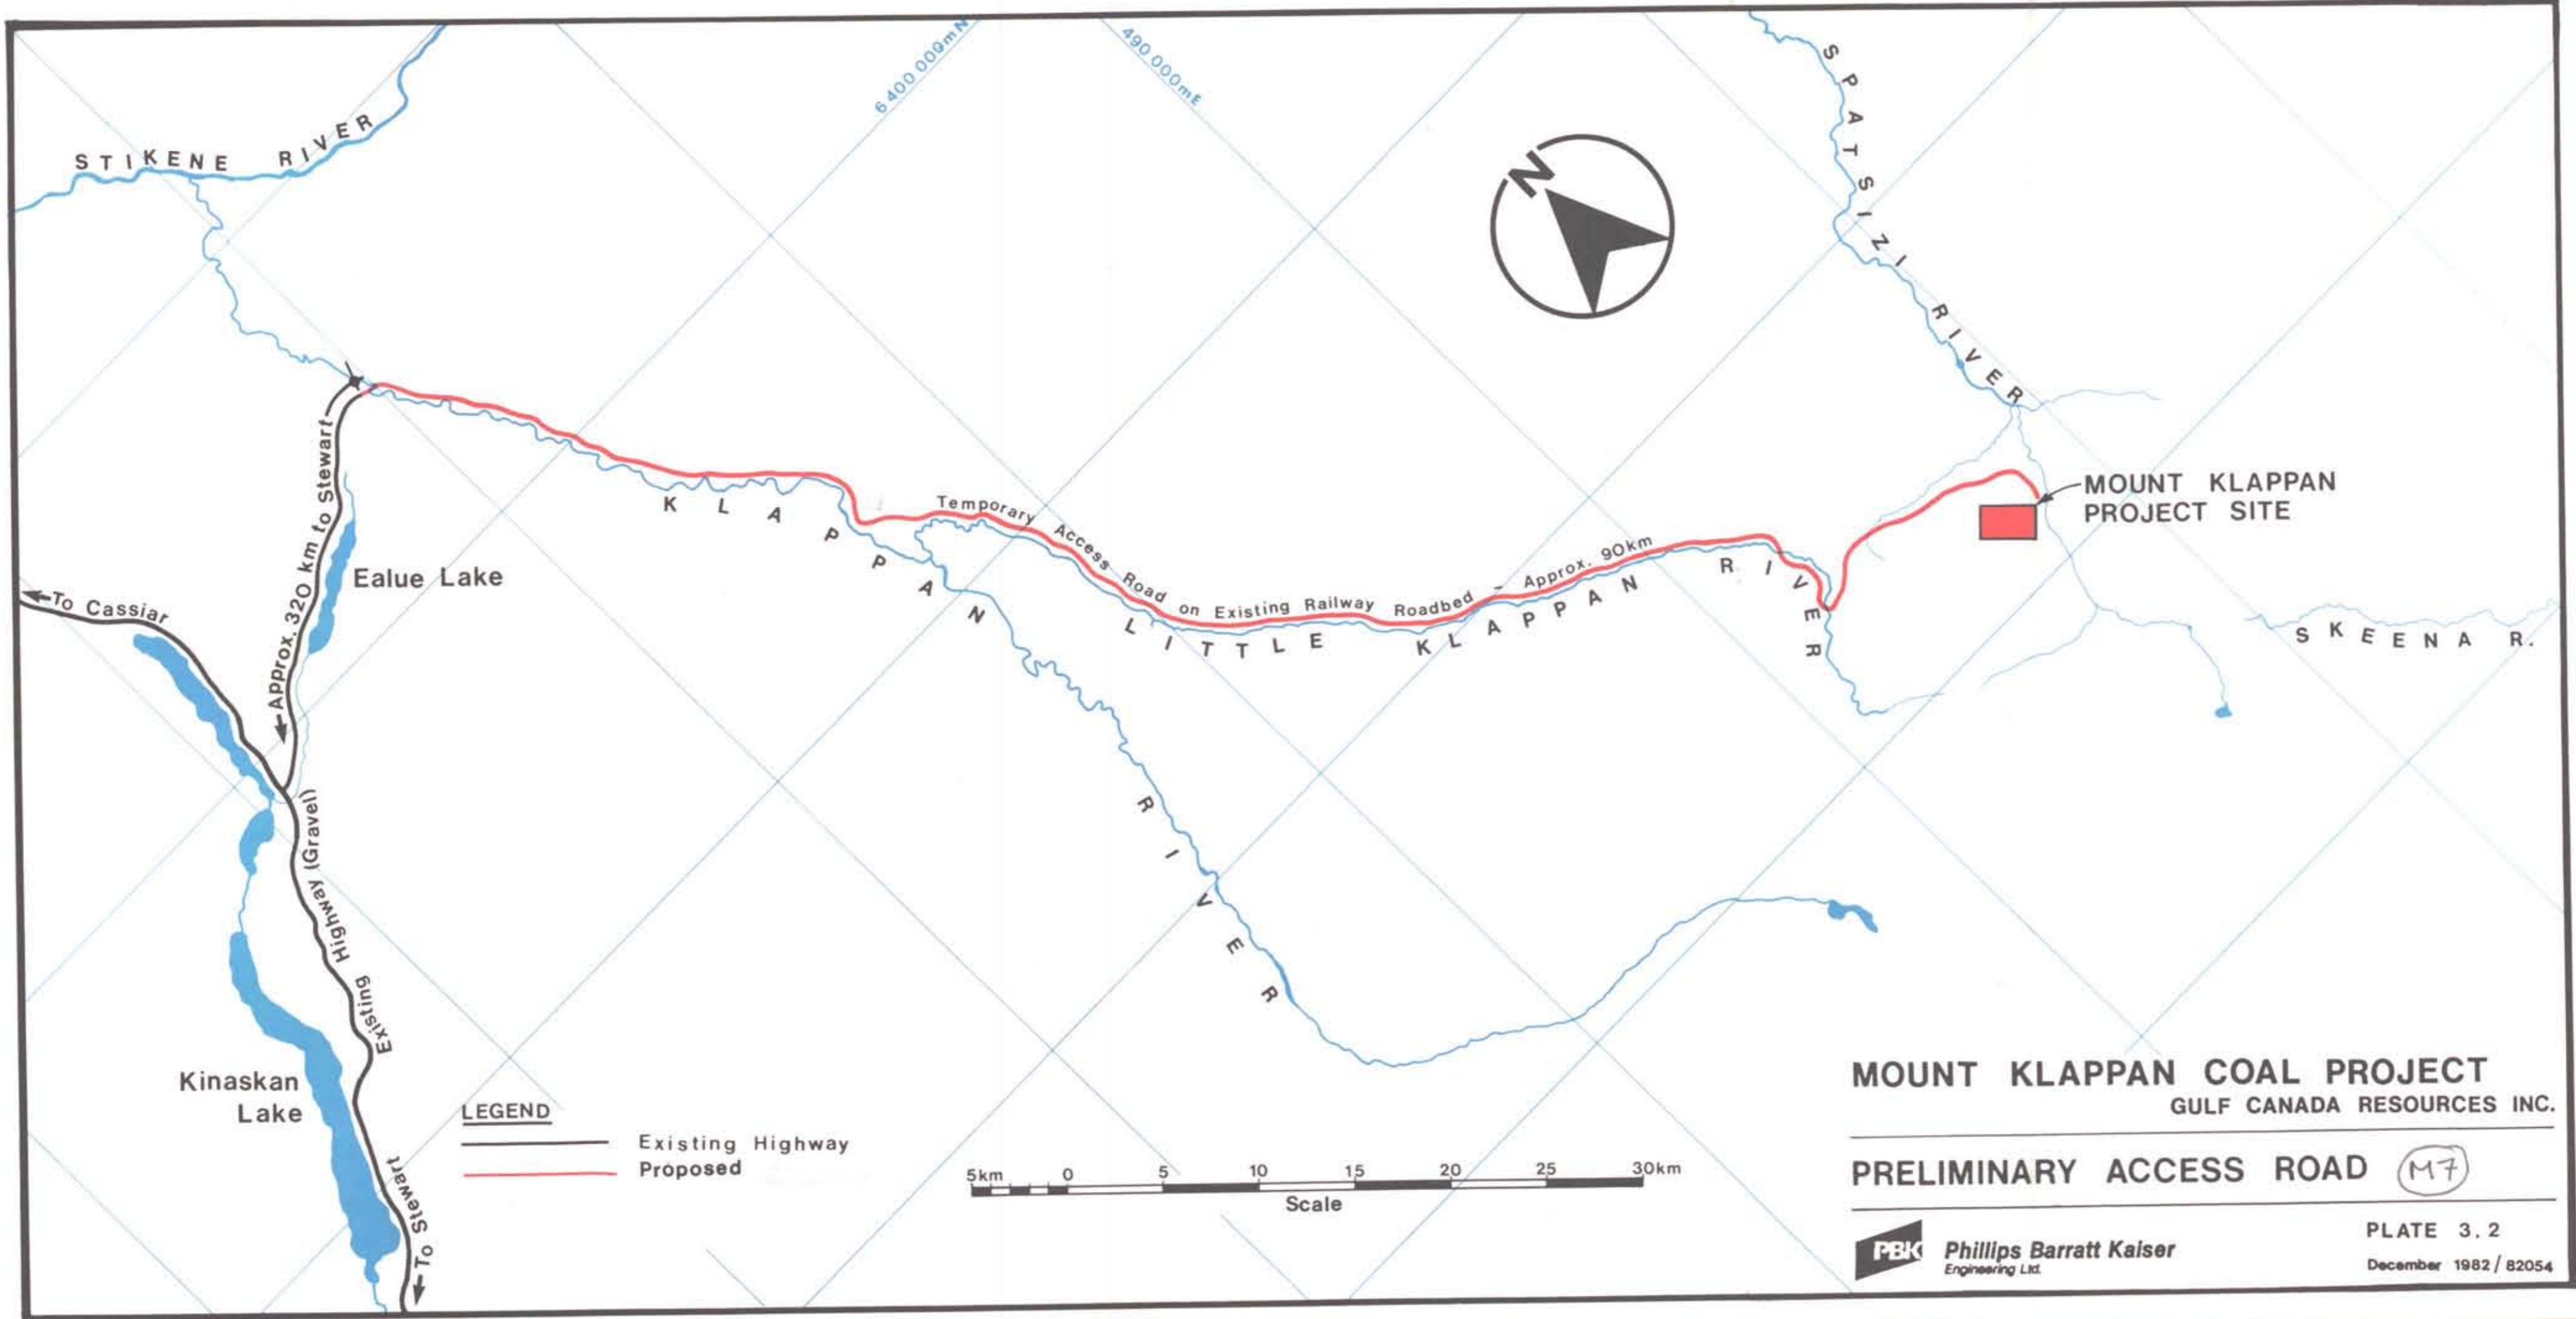 6 400 000mN
490 000mE
SPATSIZI RIVER
STIKENE RIVER
N
Approx. 320 km to Stewart
KLAPPAN RIVER
Temporary Access Road on Existing Railway Roadbed - Approx. 90km
LITTLE KLAPPAN RIVER
MOUNT KLAPPAN
PROJECT SITE
Ealue Lake
To Cassiar
SKEENA R.
Existing Highway (Gravel)
Kinaskan
Lake
To Stewart
LEGEND
Existing Highway
Proposed
5km 0 5 10 15 20 25 30km
Scale
MOUNT KLAPPAN COAL PROJECT
GULF CANADA RESOURCES INC.
PRELIMINARY ACCESS ROAD M7
PBK Phillips Barratt Kaiser
Engineering Ltd.
PLATE 3.2
December 1982 / 82054